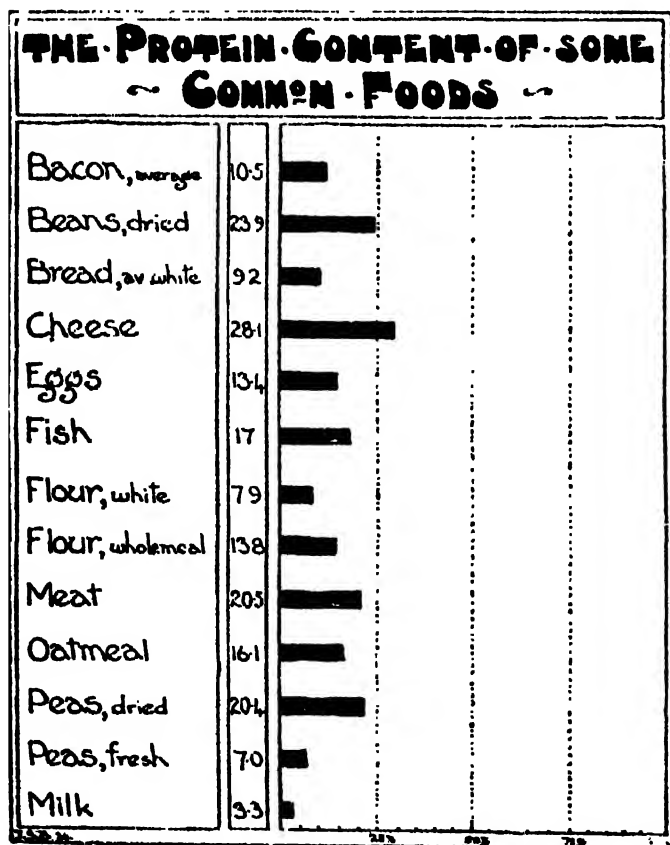 THE · PROTEIN · CONTENT · OF · SOME
~ COMMON · FOODS ~
Bacon, average 10·5
Beans, dried 23 9
Bread, av white 9 2
Cheese 28·1
Eggs 13·4
Fish 17
Flour, white 7 9
Flour, wholemeal 13 8
Meat 20·5
Oatmeal 16·1
Peas, dried 20·4
Peas, fresh 7·0
Milk 3·3